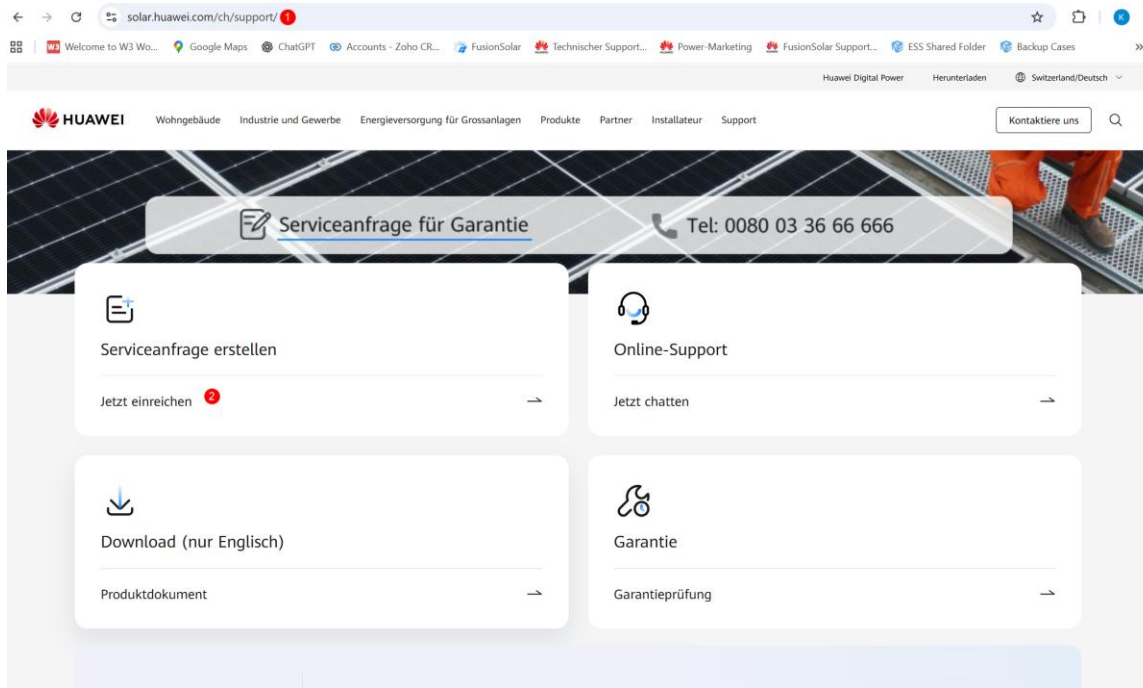 solar.huawei.com/ch/support/ 1
K
W3 Welcome to W3 Wo... Google Maps ChatGPT Accounts - Zoho CR... FusionSolar Technischer Support... Power-Marketing FusionSolar Support... ESS Shared Folder Backup Cases »
Huawei Digital Power Herunterladen Switzerland/Deutsch
HUAWEI Wohngebäude Industrie und Gewerbe Energieversorgung für Grossanlagen Produkte Partner Installateur Support Kontaktiere uns
Serviceanfrage für Garantie Tel: 0080 03 36 66 666
Serviceanfrage erstellen
Jetzt einreichen 2
Online-Support
Jetzt chatten
Download (nur Englisch)
Produktdokument
Garantie
Garantieprüfung